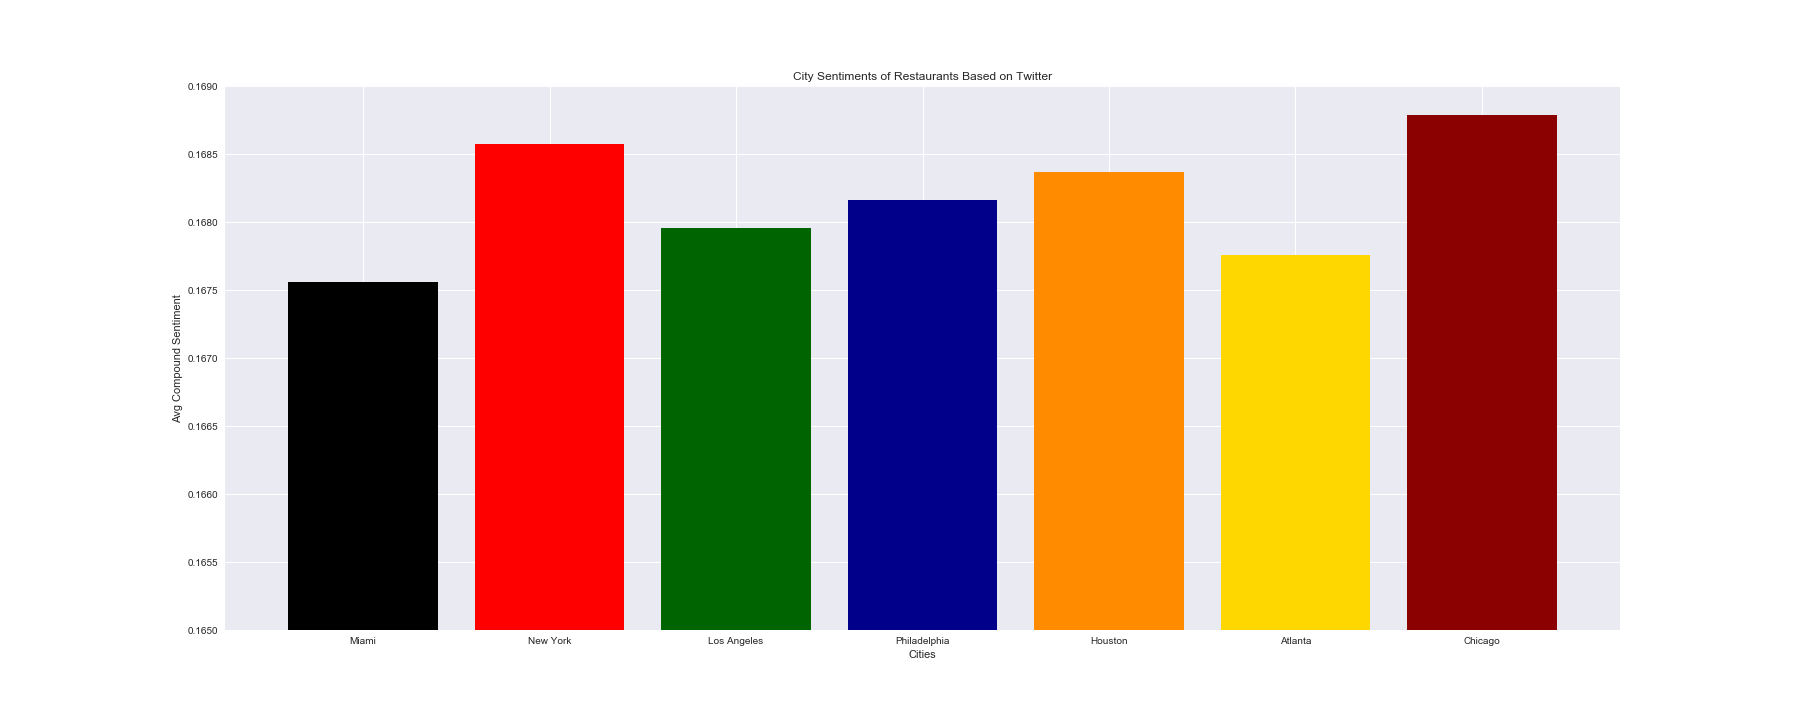 City Sentiments of Restaurants Based on Twitter
0.1690
0.1685
0.1680
0.1675
0.1670
0.1665
0.1660
0.1655
0.1650
Avg Compound Sentiment
Miami New York Los Angeles Philadelphia Houston Atlanta Chicago
Cities